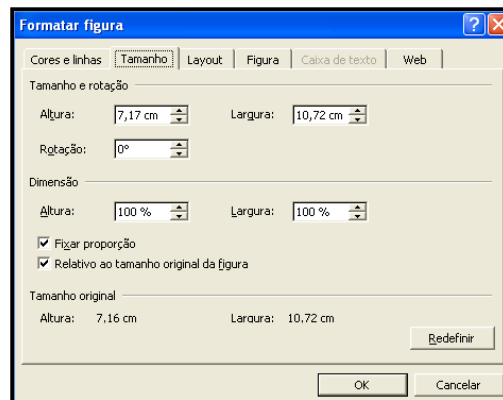 Formatar figura
Cores e linhas Tamanho Layout Figura Caixa de texto Web
Tamanho e rotação
Altura: 7,17 cm Largura: 10,72 cm
Rotação: 0°
Dimensão
Altura: 100 % Largura: 100 %
Fixar proporção
Relativo ao tamanho original da figura
Tamanho original
Altura: 7,16 cm Largura: 10,72 cm
Redefinir
OK Cancelar